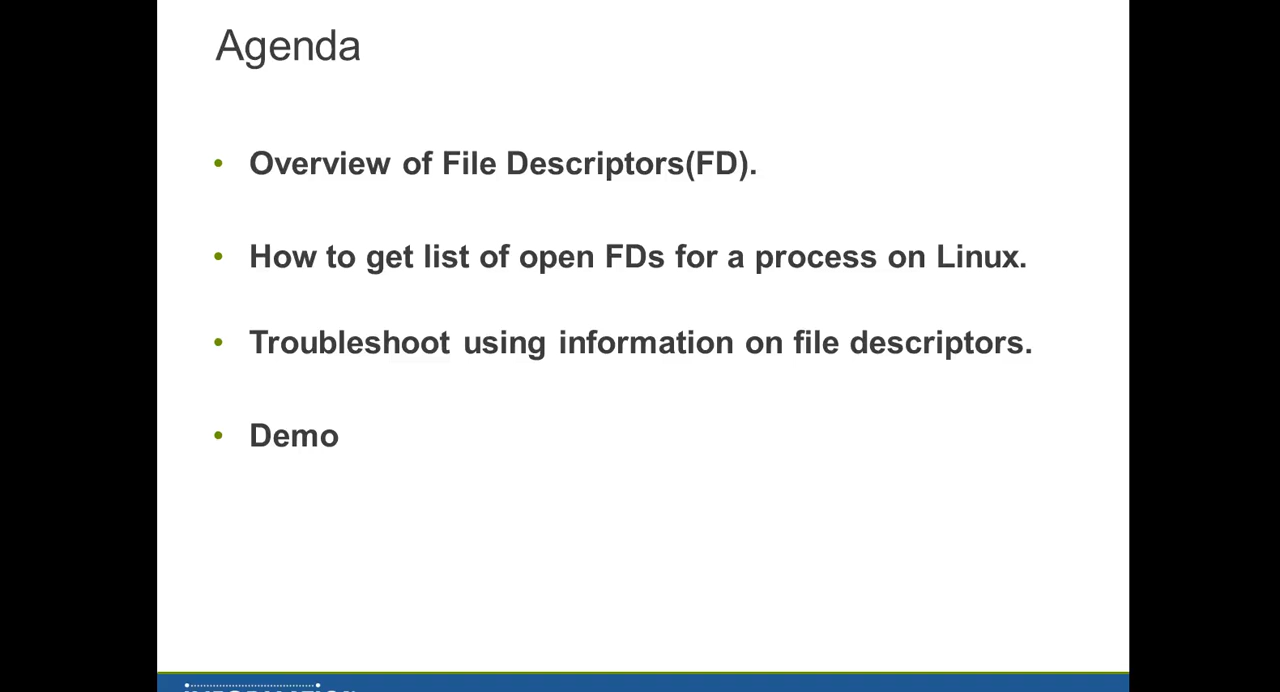 Agenda
• Overview of File Descriptors(FD).
• How to get list of open FDs for a process on Linux.
• Troubleshoot using information on file descriptors.
• Demo